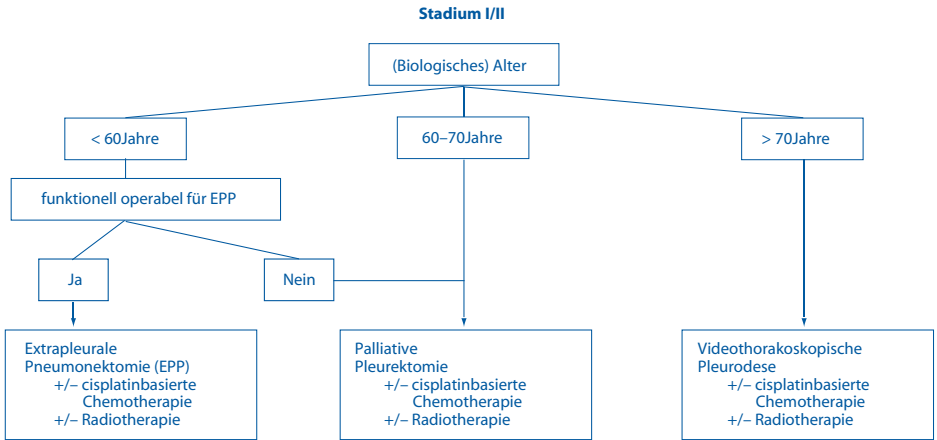 Stadium I/II
(Biologisches) Alter
< 60Jahre
60–70Jahre
> 70Jahre
funktionell operabel für EPP
Ja
Nein
Extrapleurale
Pneumonektomie (EPP)
+/– cisplatinbasierte
Chemotherapie
+/– Radiotherapie
Palliative
Pleurektomie
+/– cisplatinbasierte
Chemotherapie
+/– Radiotherapie
Videothorakoskopische
Pleurodese
+/– cisplatinbasierte
Chemotherapie
+/– Radiotherapie